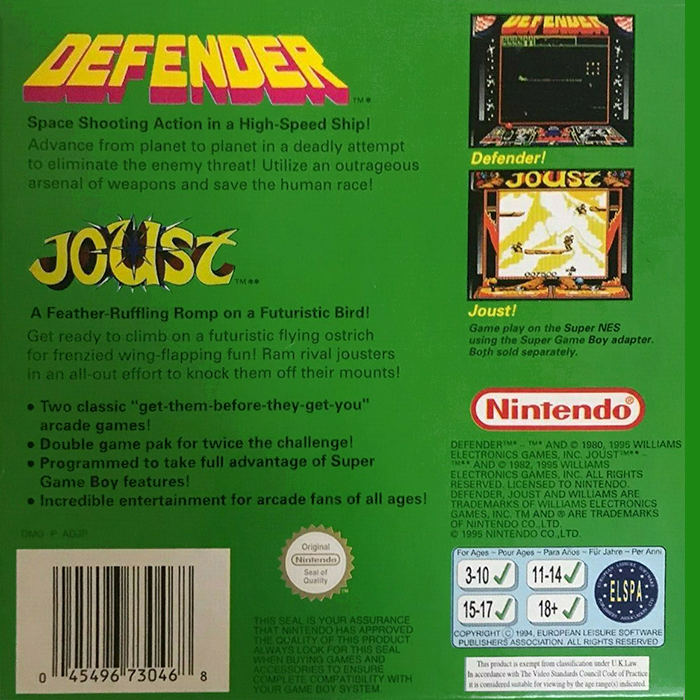 DEFENDER
TM*
Space Shooting Action in a High-Speed Ship!
Advance from planet to planet in a deadly attempt
to eliminate the enemy threat! Utilize an outrageous
arsenal of weapons and save the human race!
JOUST
TM**
A Feather-Ruffling Romp on a Futuristic Bird!
Get ready to climb on a futuristic flying ostrich
for frenzied wing-flapping fun! Ram rival jousters
in an all-out effort to knock them off their mounts!
• Two classic "get-them-before-they-get-you"
arcade games!
• Double game pak for twice the challenge!
• Programmed to take full advantage of Super
Game Boy features!
• Incredible entertainment for arcade fans of all ages!
DMG P ADJP
0 45496 73046 8
Original
Nintendo
Seal of
Quality
TM
THIS SEAL IS YOUR ASSURANCE
THAT NINTENDO HAS APPROVED
THE QUALITY OF THIS PRODUCT
ALWAYS LOOK FOR THIS SEAL
WHEN BUYING GAMES AND
ACCESSORIES TO ENSURE
COMPLETE COMPATIBILITY WITH
YOUR GAME BOY SYSTEM.
DEFENDER
Defender!
JOUST
Joust!
Game play on the Super NES
using the Super Game Boy adapter.
Both sold separately.
Nintendo®
DEFENDER™* – ™* AND © 1980, 1995 WILLIAMS
ELECTRONICS GAMES, INC. JOUST™** –
™** AND © 1982, 1995 WILLIAMS
ELECTRONICS GAMES, INC. ALL RIGHTS
RESERVED. LICENSED TO NINTENDO.
DEFENDER, JOUST AND WILLIAMS ARE
TRADEMARKS OF WILLIAMS ELECTRONICS
GAMES, INC. TM AND ® ARE TRADEMARKS
OF NINTENDO CO.,LTD.
© 1995 NINTENDO CO.,LTD.
For Ages ~ Pour Ages ~ Para Años ~ Für Jahre ~ Per Anni
3-10 ✓ 11-14 ✓
15-17 ✓ 18+ ✓
ELSPA
COPYRIGHT © 1994, EUROPEAN LEISURE SOFTWARE
PUBLISHERS ASSOCIATION. ALL RIGHTS RESERVED
This product is exempt from classification under U.K. Law.
In accordance with The Video Standards Council Code of Practice
it is considered suitable for viewing by the age range(s) indicated.